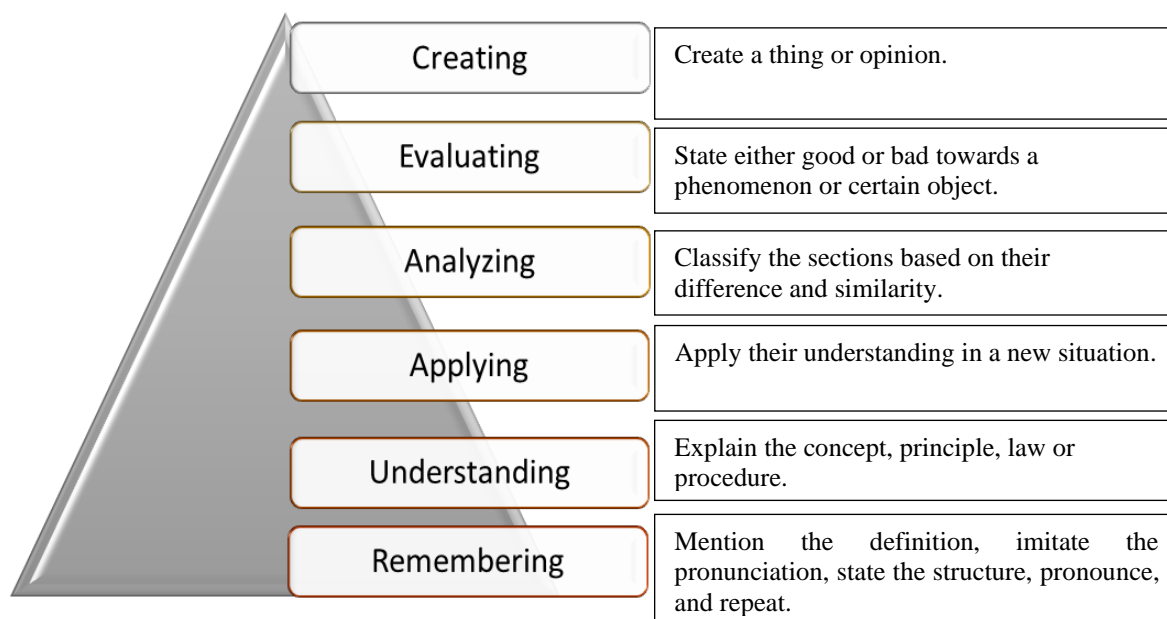 Creating
Create a thing or opinion.
Evaluating
State either good or bad towards a
phenomenon or certain object.
Analyzing
Classify the sections based on their
difference and similarity.
Applying
Apply their understanding in a new situation.
Understanding
Explain the concept, principle, law or
procedure.
Remembering
Mention the definition, imitate the
pronunciation, state the structure, pronounce,
and repeat.